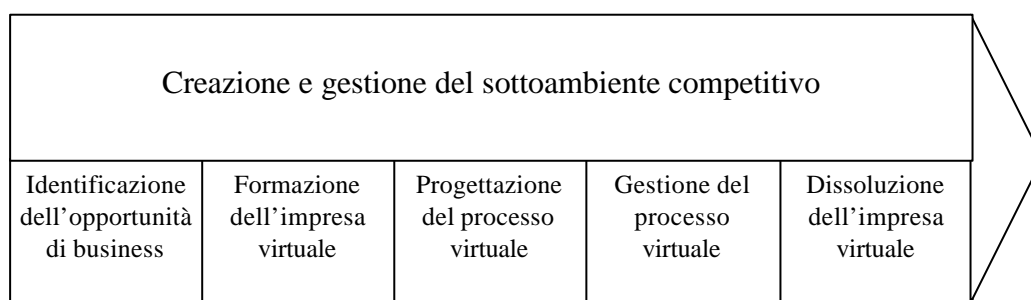 Creazione e gestione del sottoambiente competitivo
Identificazione
dell’opportunità
di business
Formazione
dell’impresa
virtuale
Progettazione
del processo
virtuale
Gestione del
processo
virtuale
Dissoluzione
dell’impresa
virtuale